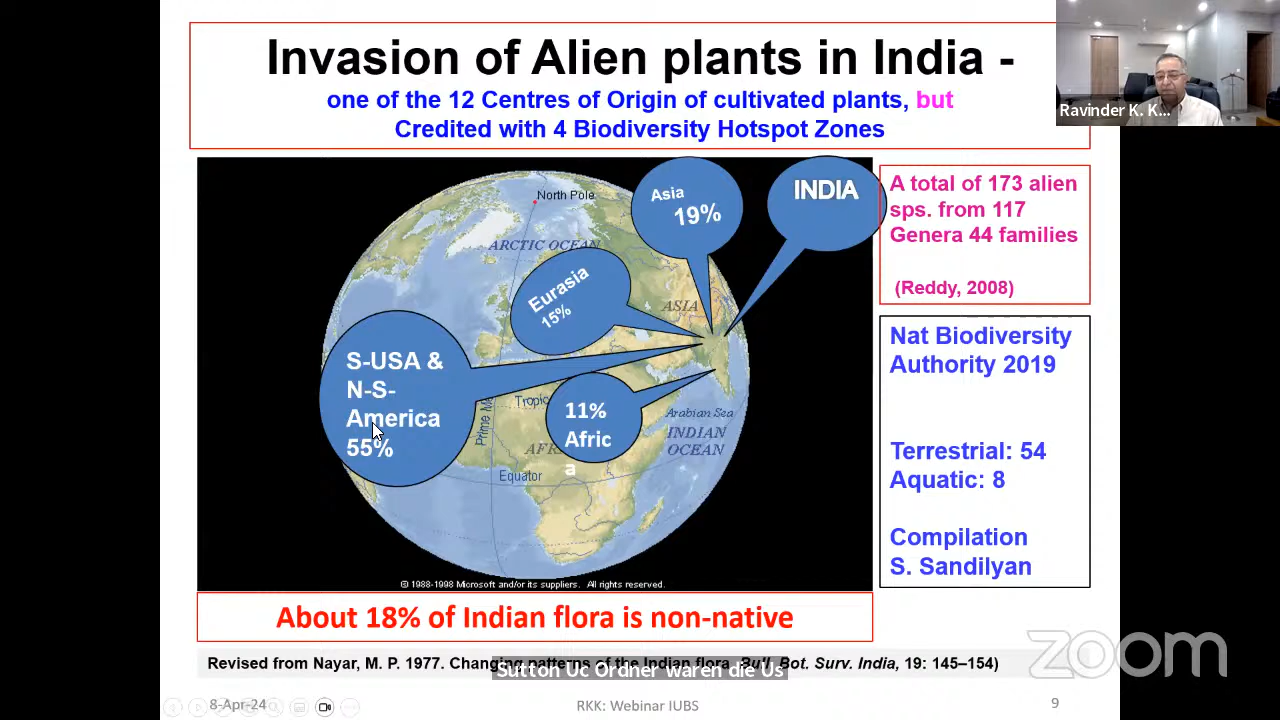 Invasion of Alien plants in India -
one of the 12 Centres of Origin of cultivated plants, but
Credited with 4 Biodiversity Hotspot Zones
Ravinder K. K...
North Pole
Asia
19%
INDIA
ARCTIC OCEAN
Eurasia
15%
ASIA
S-USA &
N-S-
America
55%
Prime M
Tropic
11%
Afric
a
AFR
Equator
Arabian Sea
INDIAN
OCEAN
© 1988-1998 Microsoft and/or its suppliers. All rights reserved.
A total of 173 alien
sps. from 117
Genera 44 families
(Reddy, 2008)
Nat Biodiversity
Authority 2019
Terrestrial: 54
Aquatic: 8
Compilation
S. Sandilyan
About 18% of Indian flora is non-native
Revised from Nayar, M. P. 1977. Changing patterns of the Indian flora. Bull. Bot. Surv. India, 19: 145–154)
Sutton Uc Ordner waren die Us
zoom
8-Apr-24
RKK: Webinar IUBS
9